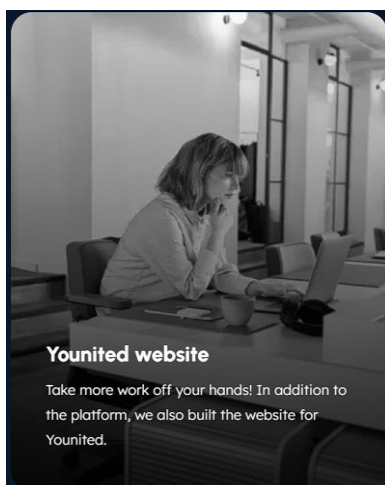 Younited website
Take more work off your hands! In addition to
the platform, we also built the website for
Younited.